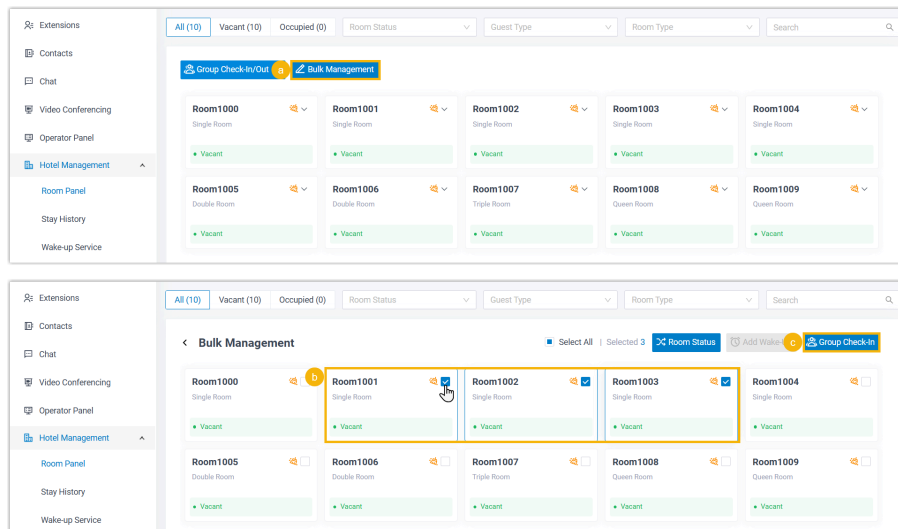 Extensions
All (10) Vacant (10) Occupied (0) Room Status Guest Type Room Type Search
Contacts
Group Check-In/Out a Bulk Management
Chat
Video Conferencing
Room1000 Room1001 Room1002 Room1003 Room1004
Single Room Single Room Single Room Single Room Single Room
Operator Panel
Vacant Vacant Vacant Vacant Vacant
Hotel Management
Room Panel
Room1005 Room1006 Room1007 Room1008 Room1009
Double Room Double Room Triple Room Queen Room Queen Room
Stay History
Vacant Vacant Vacant Vacant Vacant
Wake-up Service
Extensions
All (10) Vacant (10) Occupied (0) Room Status Guest Type Room Type Search
Contacts
Bulk Management Select All | Selected 3 Room Status Add Wake- c Group Check-In
Chat
Video Conferencing
Room1000 b Room1001 Room1002 Room1003 Room1004
Single Room Single Room Single Room Single Room Single Room
Operator Panel
Vacant Vacant Vacant Vacant Vacant
Hotel Management
Room Panel
Room1005 Room1006 Room1007 Room1008 Room1009
Double Room Double Room Triple Room Queen Room Queen Room
Stay History
Vacant Vacant Vacant Vacant Vacant
Wake-up Service